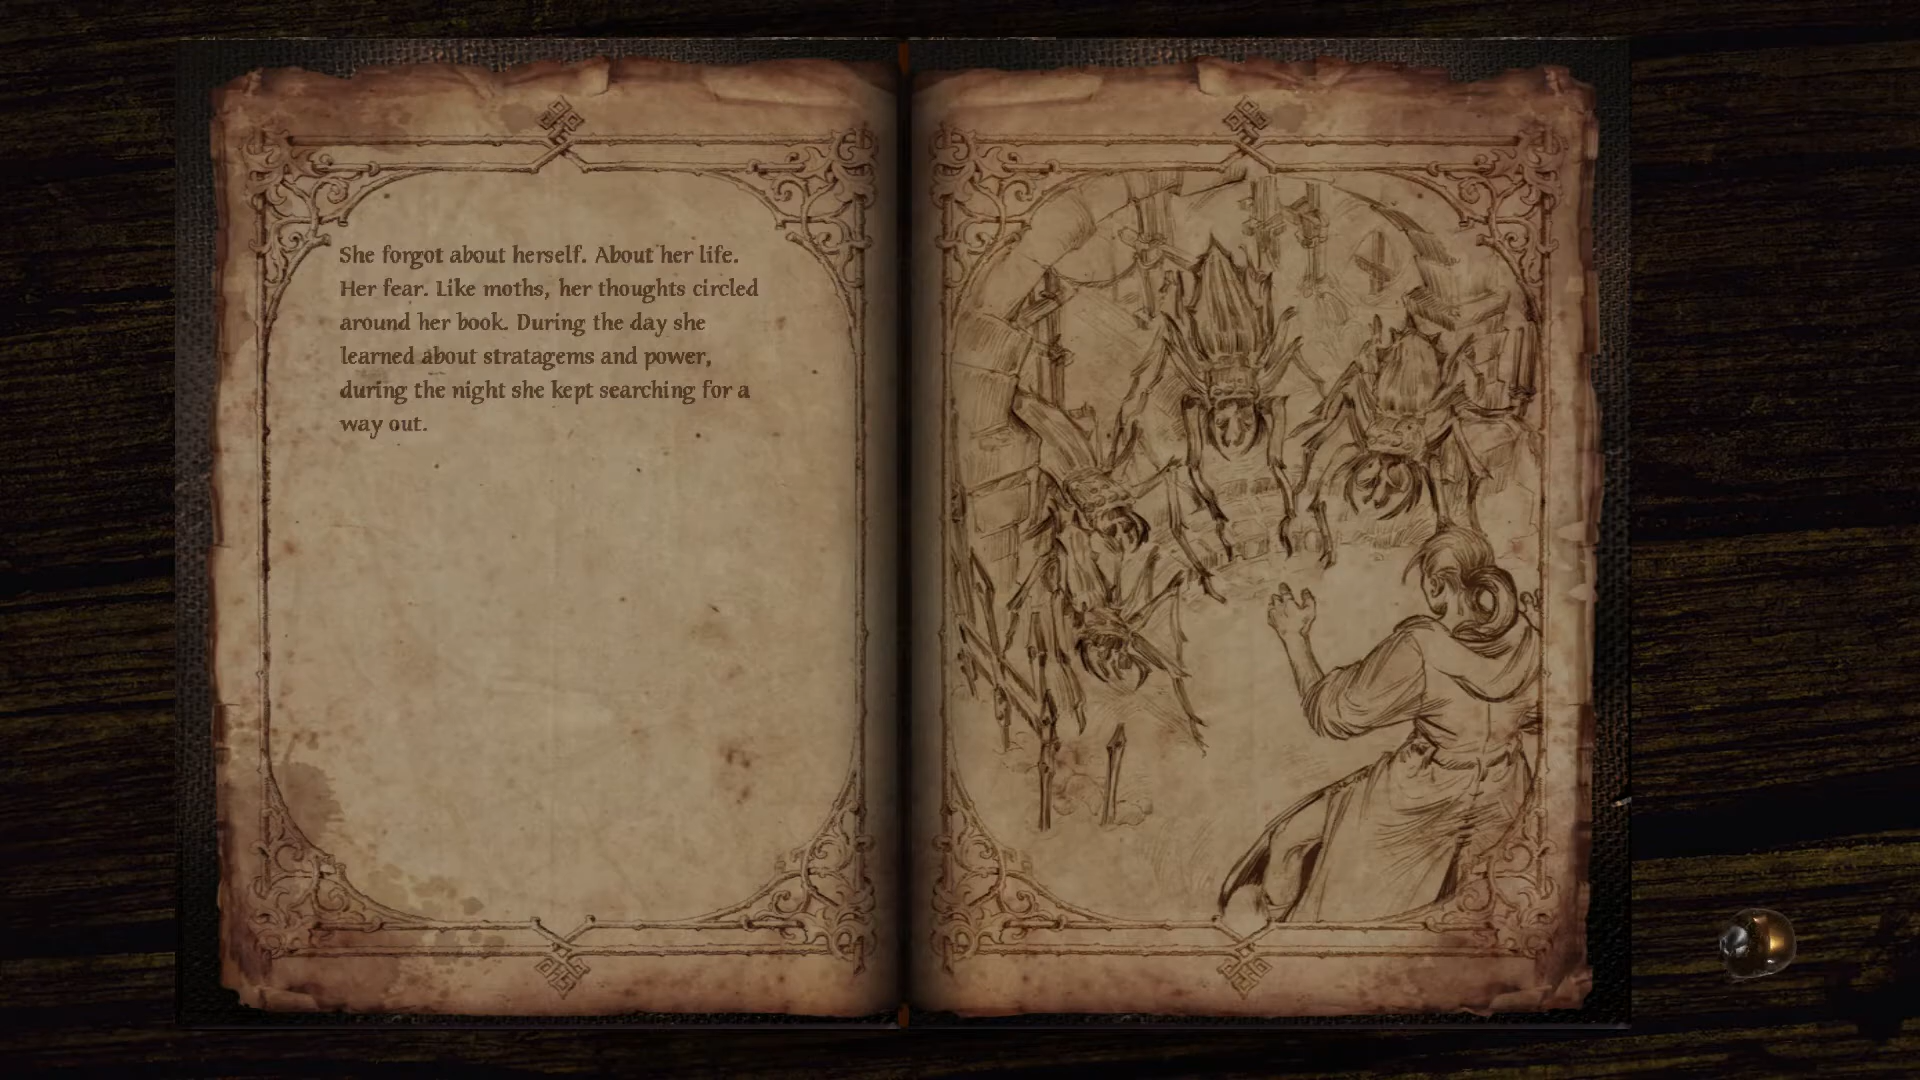 She forgot about herself. About her life.
Her fear. Like moths, her thoughts circled
around her book. During the day she
learned about stratagems and power,
during the night she kept searching for a
way out.